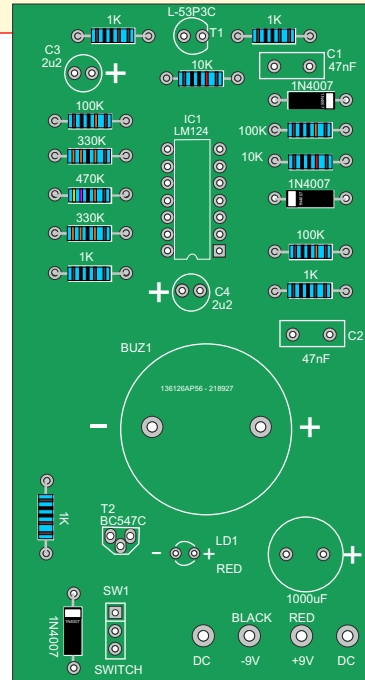 L-53P3C
1K
T1
1K
C3
2u2
C1
47nF
10K
1N4007
100K
IC1
LM124
100K
330K
10K
470K
1N4007
330K
100K
1K
1K
C4
2u2
C2
47nF
BUZ1
136126AP56 - 218927
1K
T2
BC547C
LD1
RED
1000uF
SW1
1N4007
1N4007
SWITCH
BLACK
RED
DC
-9V
+9V
DC